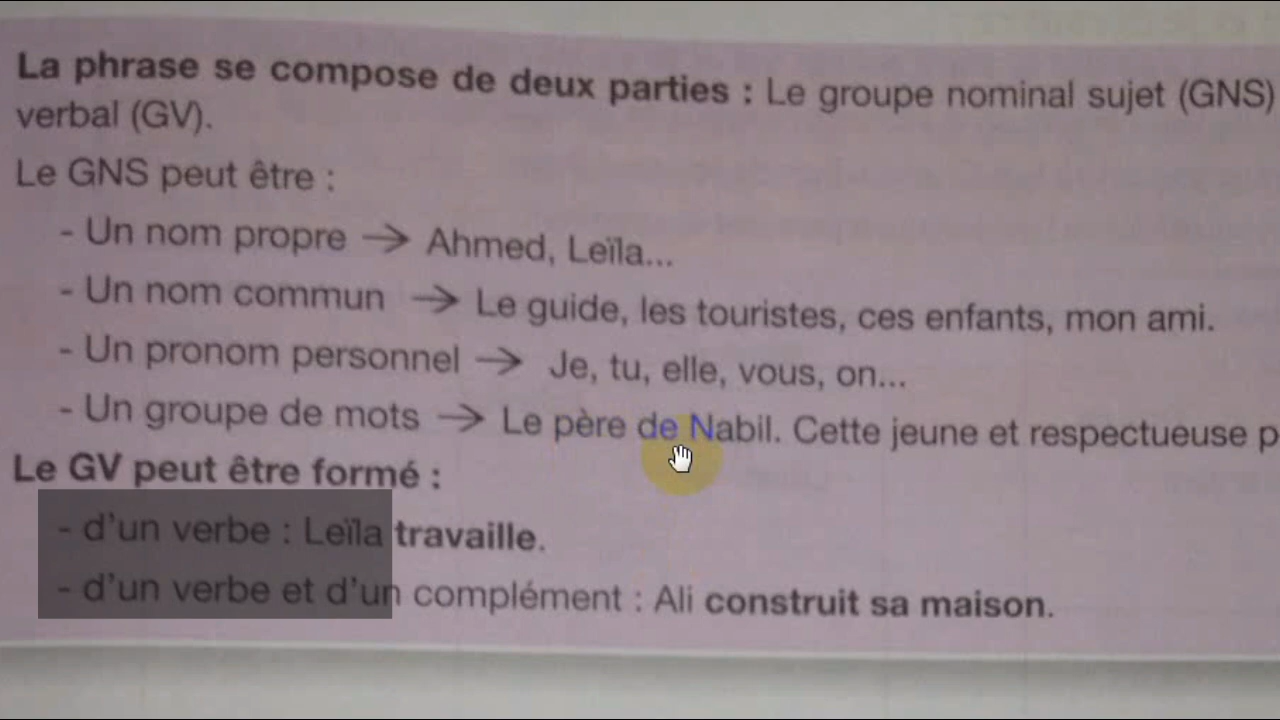 La phrase se compose de deux parties : Le groupe nominal sujet (GNS)
verbal (GV).
Le GNS peut être :
- Un nom propre → Ahmed, Leïla...
- Un nom commun → Le guide, les touristes, ces enfants, mon ami.
- Un pronom personnel → Je, tu, elle, vous, on...
- Un groupe de mots → Le père de Nabil. Cette jeune et respectueuse p
Le GV peut être formé :
- d'un verbe : Leïla travaille.
- d'un verbe et d'un complément : Ali construit sa maison.